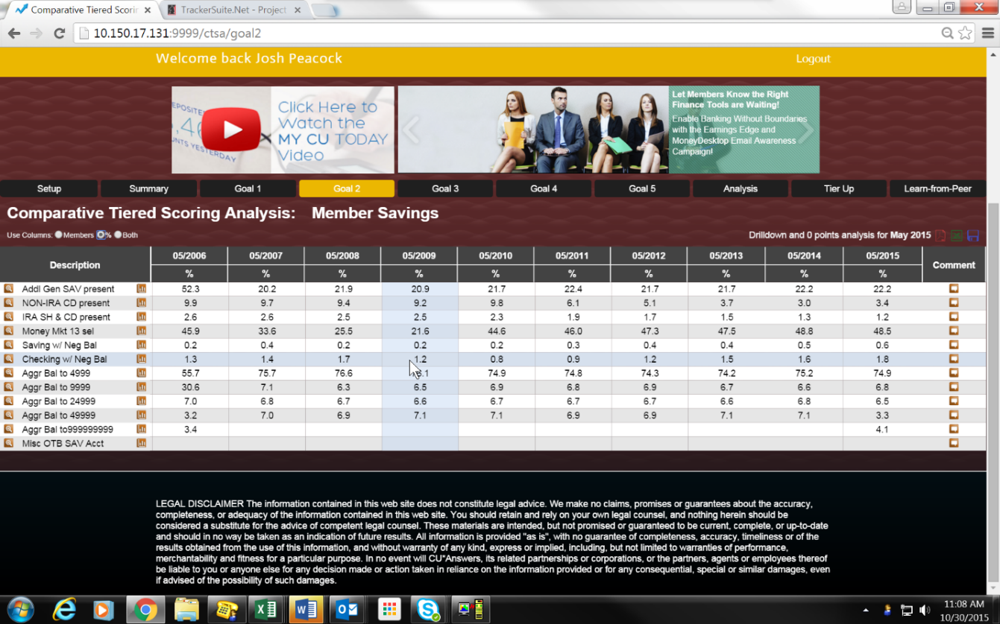 Comparative Tiered Scorin
TrackerSuite.Net - Project
10.150.17.131:9999/ctsa/goal2
Welcome back Josh Peacock
Logout
Click Here to
Watch the
MY CU TODAY
Video
Let Members Know the Right
Finance Tools are Waiting!
Enable Banking Without Boundaries
with the Earnings Edge and
MoneyDesktop Email Awareness
Campaign!
Setup Summary Goal 1 Goal 2 Goal 3 Goal 4 Goal 5 Analysis Tier Up Learn-from-Peer
Comparative Tiered Scoring Analysis: Member Savings
Use Columns: Members % Both
Drilldown and 0 points analysis for May 2015
Description 05/2006 05/2007 05/2008 05/2009 05/2010 05/2011 05/2012 05/2013 05/2014 05/2015 Comment
% % % % % % % % % %
Addl Gen SAV present 52.3 20.2 21.9 20.9 21.7 22.4 21.7 21.7 22.2 22.2
NON-IRA CD present 9.9 9.7 9.4 9.2 9.8 6.1 5.1 3.7 3.0 3.4
IRA SH & CD present 2.6 2.6 2.5 2.5 2.3 1.9 1.7 1.5 1.3 1.2
Money Mkt 13 sel 45.9 33.6 25.5 21.6 44.6 46.0 47.3 47.5 48.8 48.5
Saving w/ Neg Bal 0.2 0.4 0.2 0.2 0.2 0.3 0.4 0.4 0.5 0.6
Checking w/ Neg Bal 1.3 1.4 1.7 1.2 0.8 0.9 1.2 1.5 1.6 1.8
Aggr Bal to 4999 55.7 75.7 76.6 74.9 74.8 74.3 74.2 75.2 74.9
Aggr Bal to 9999 30.6 7.1 6.3 6.5 6.9 6.8 6.9 6.7 6.6 6.8
Aggr Bal to 24999 7.0 6.8 6.7 6.6 6.7 6.7 6.7 6.6 6.8 6.5
Aggr Bal to 49999 3.2 7.0 6.9 7.1 7.1 6.9 6.9 7.1 7.1 3.3
Aggr Bal to999999999 3.4 4.1
Misc OTB SAV Acct
LEGAL DISCLAIMER The information contained in this web site does not constitute legal advice. We make no claims, promises or guarantees about the accuracy,
completeness, or adequacy of the information contained in this web site. You should retain and rely on your own legal counsel, and nothing herein should be
considered a substitute for the advice of competent legal counsel. These materials are intended, but not promised or guaranteed to be current, complete, or up-to-date
and should in no way be taken as an indication of future results. All information is provided "as is", with no guarantee of completeness, accuracy, timeliness or of the
results obtained from the use of this information, and without warranty of any kind, express or implied, including, but not limited to warranties of performance,
merchantability and fitness for a particular purpose. In no event will CU*Answers, its related partnerships or corporations, or the partners, agents or employees thereof
be liable to you or anyone else for any decision made or action taken in reliance on the information provided or for any consequential, special or similar damages, even
if advised of the possibility of such damages.
11:08 AM
10/30/2015